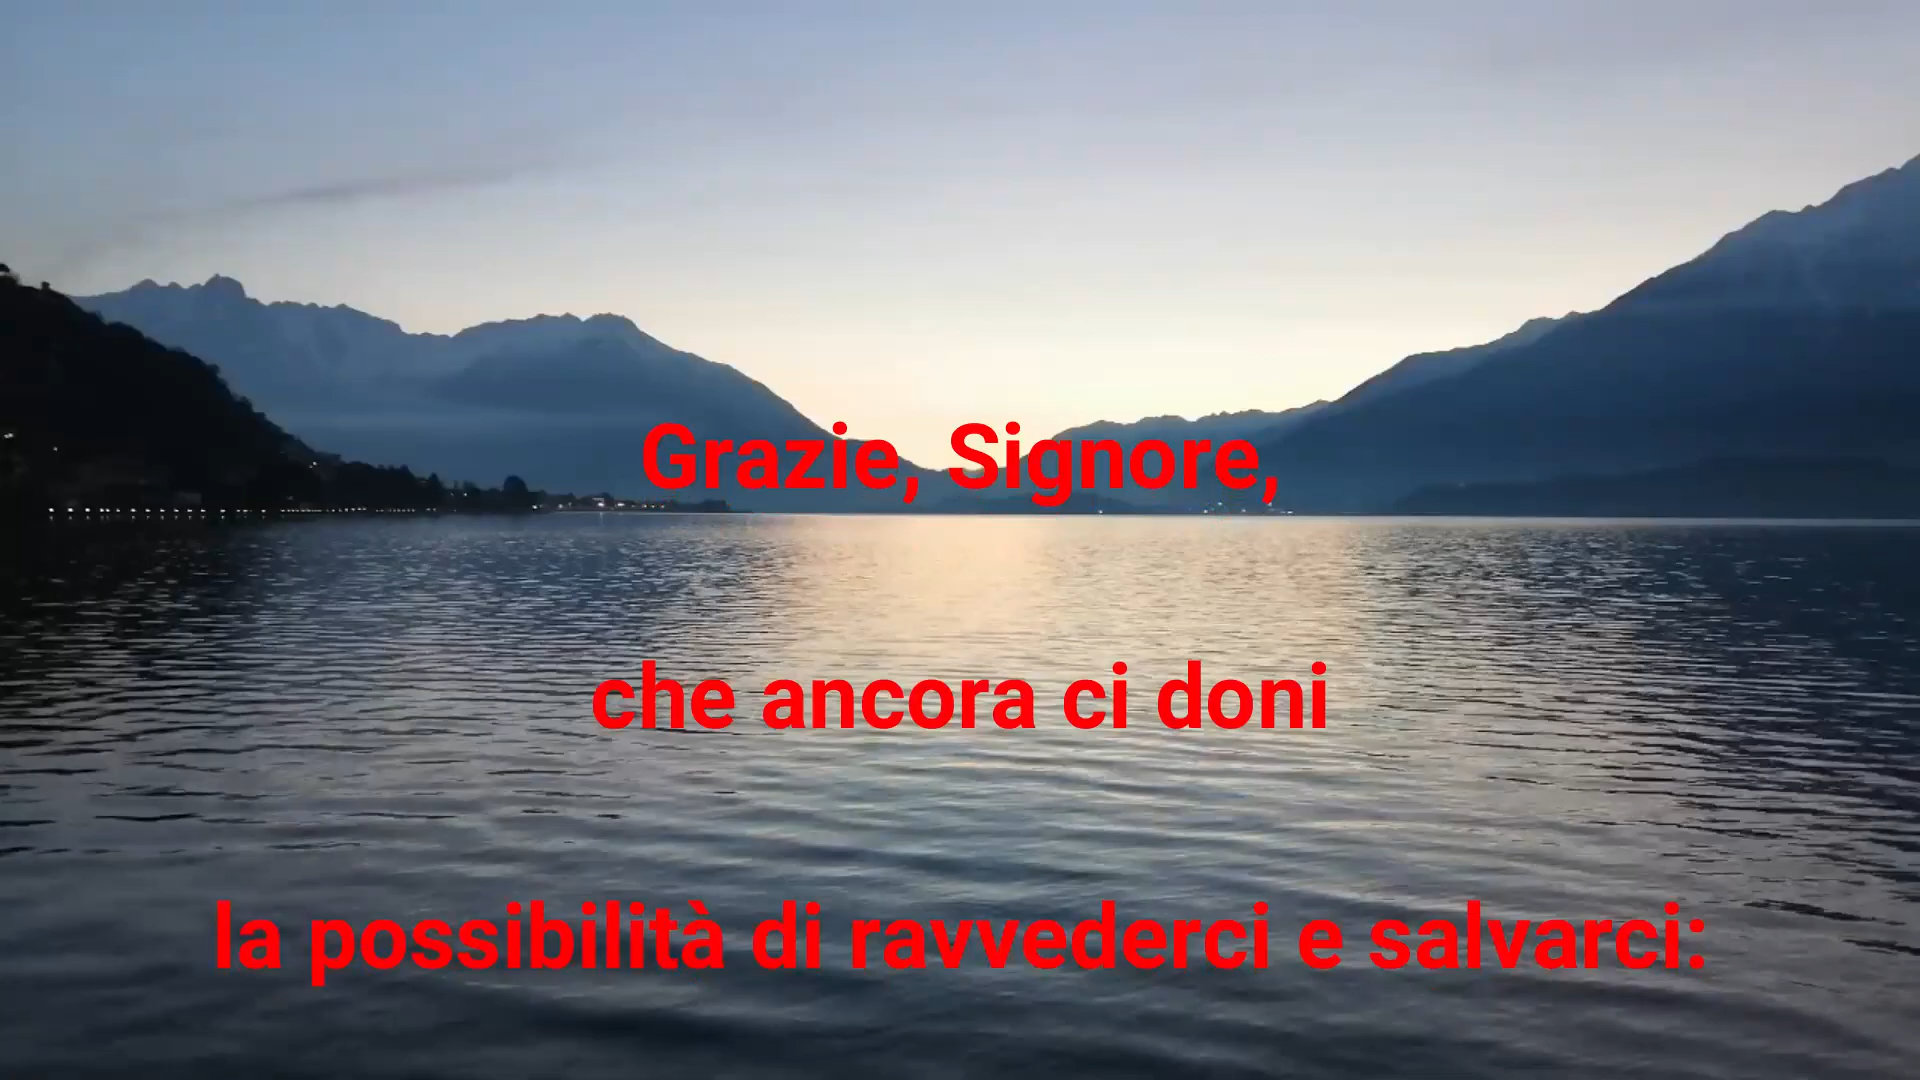 Grazie, Signore,
che ancora ci doni
la possibilità di ravvederci e salvarci: